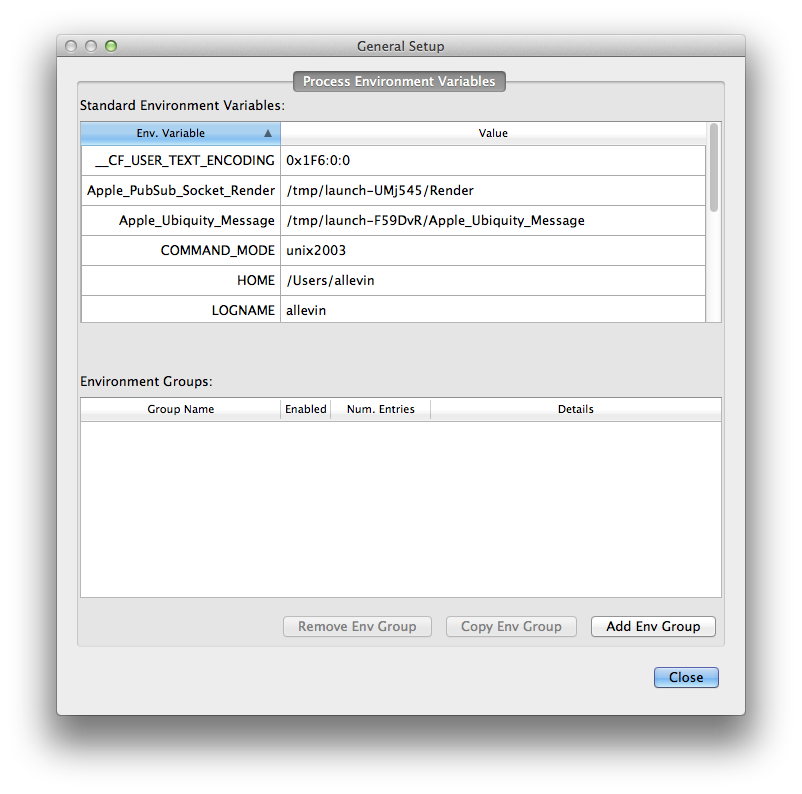 General Setup
Process Environment Variables
Standard Environment Variables:
Env. Variable Value
__CF_USER_TEXT_ENCODING 0x1F6:0:0
Apple_PubSub_Socket_Render /tmp/launch-UMj545/Render
Apple_Ubiquity_Message /tmp/launch-F59DvR/Apple_Ubiquity_Message
COMMAND_MODE unix2003
HOME /Users/allevin
LOGNAME allevin
Environment Groups:
Group Name Enabled Num. Entries Details
Remove Env Group Copy Env Group Add Env Group
Close